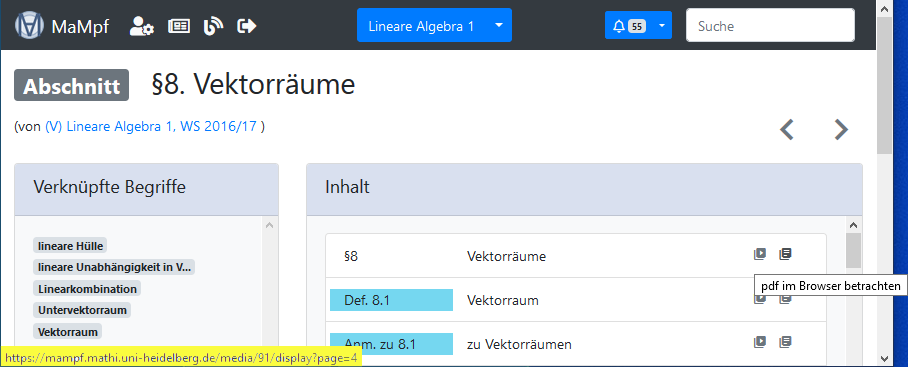 MaMpf Lineare Algebra 1 55 Suche
Abschnitt §8. Vektorräume
(von (V) Lineare Algebra 1, WS 2016/17 )
Verknüpfte Begriffe
lineare Hülle
lineare Unabhängigkeit in V...
Linearkombination
Untervektorraum
Vektorraum
Inhalt
§8 Vektorräume
pdf im Browser betrachten
Def. 8.1 Vektorraum
Anm. zu 8.1 zu Vektorräumen
https://mampf.mathi.uni-heidelberg.de/media/91/display?page=4